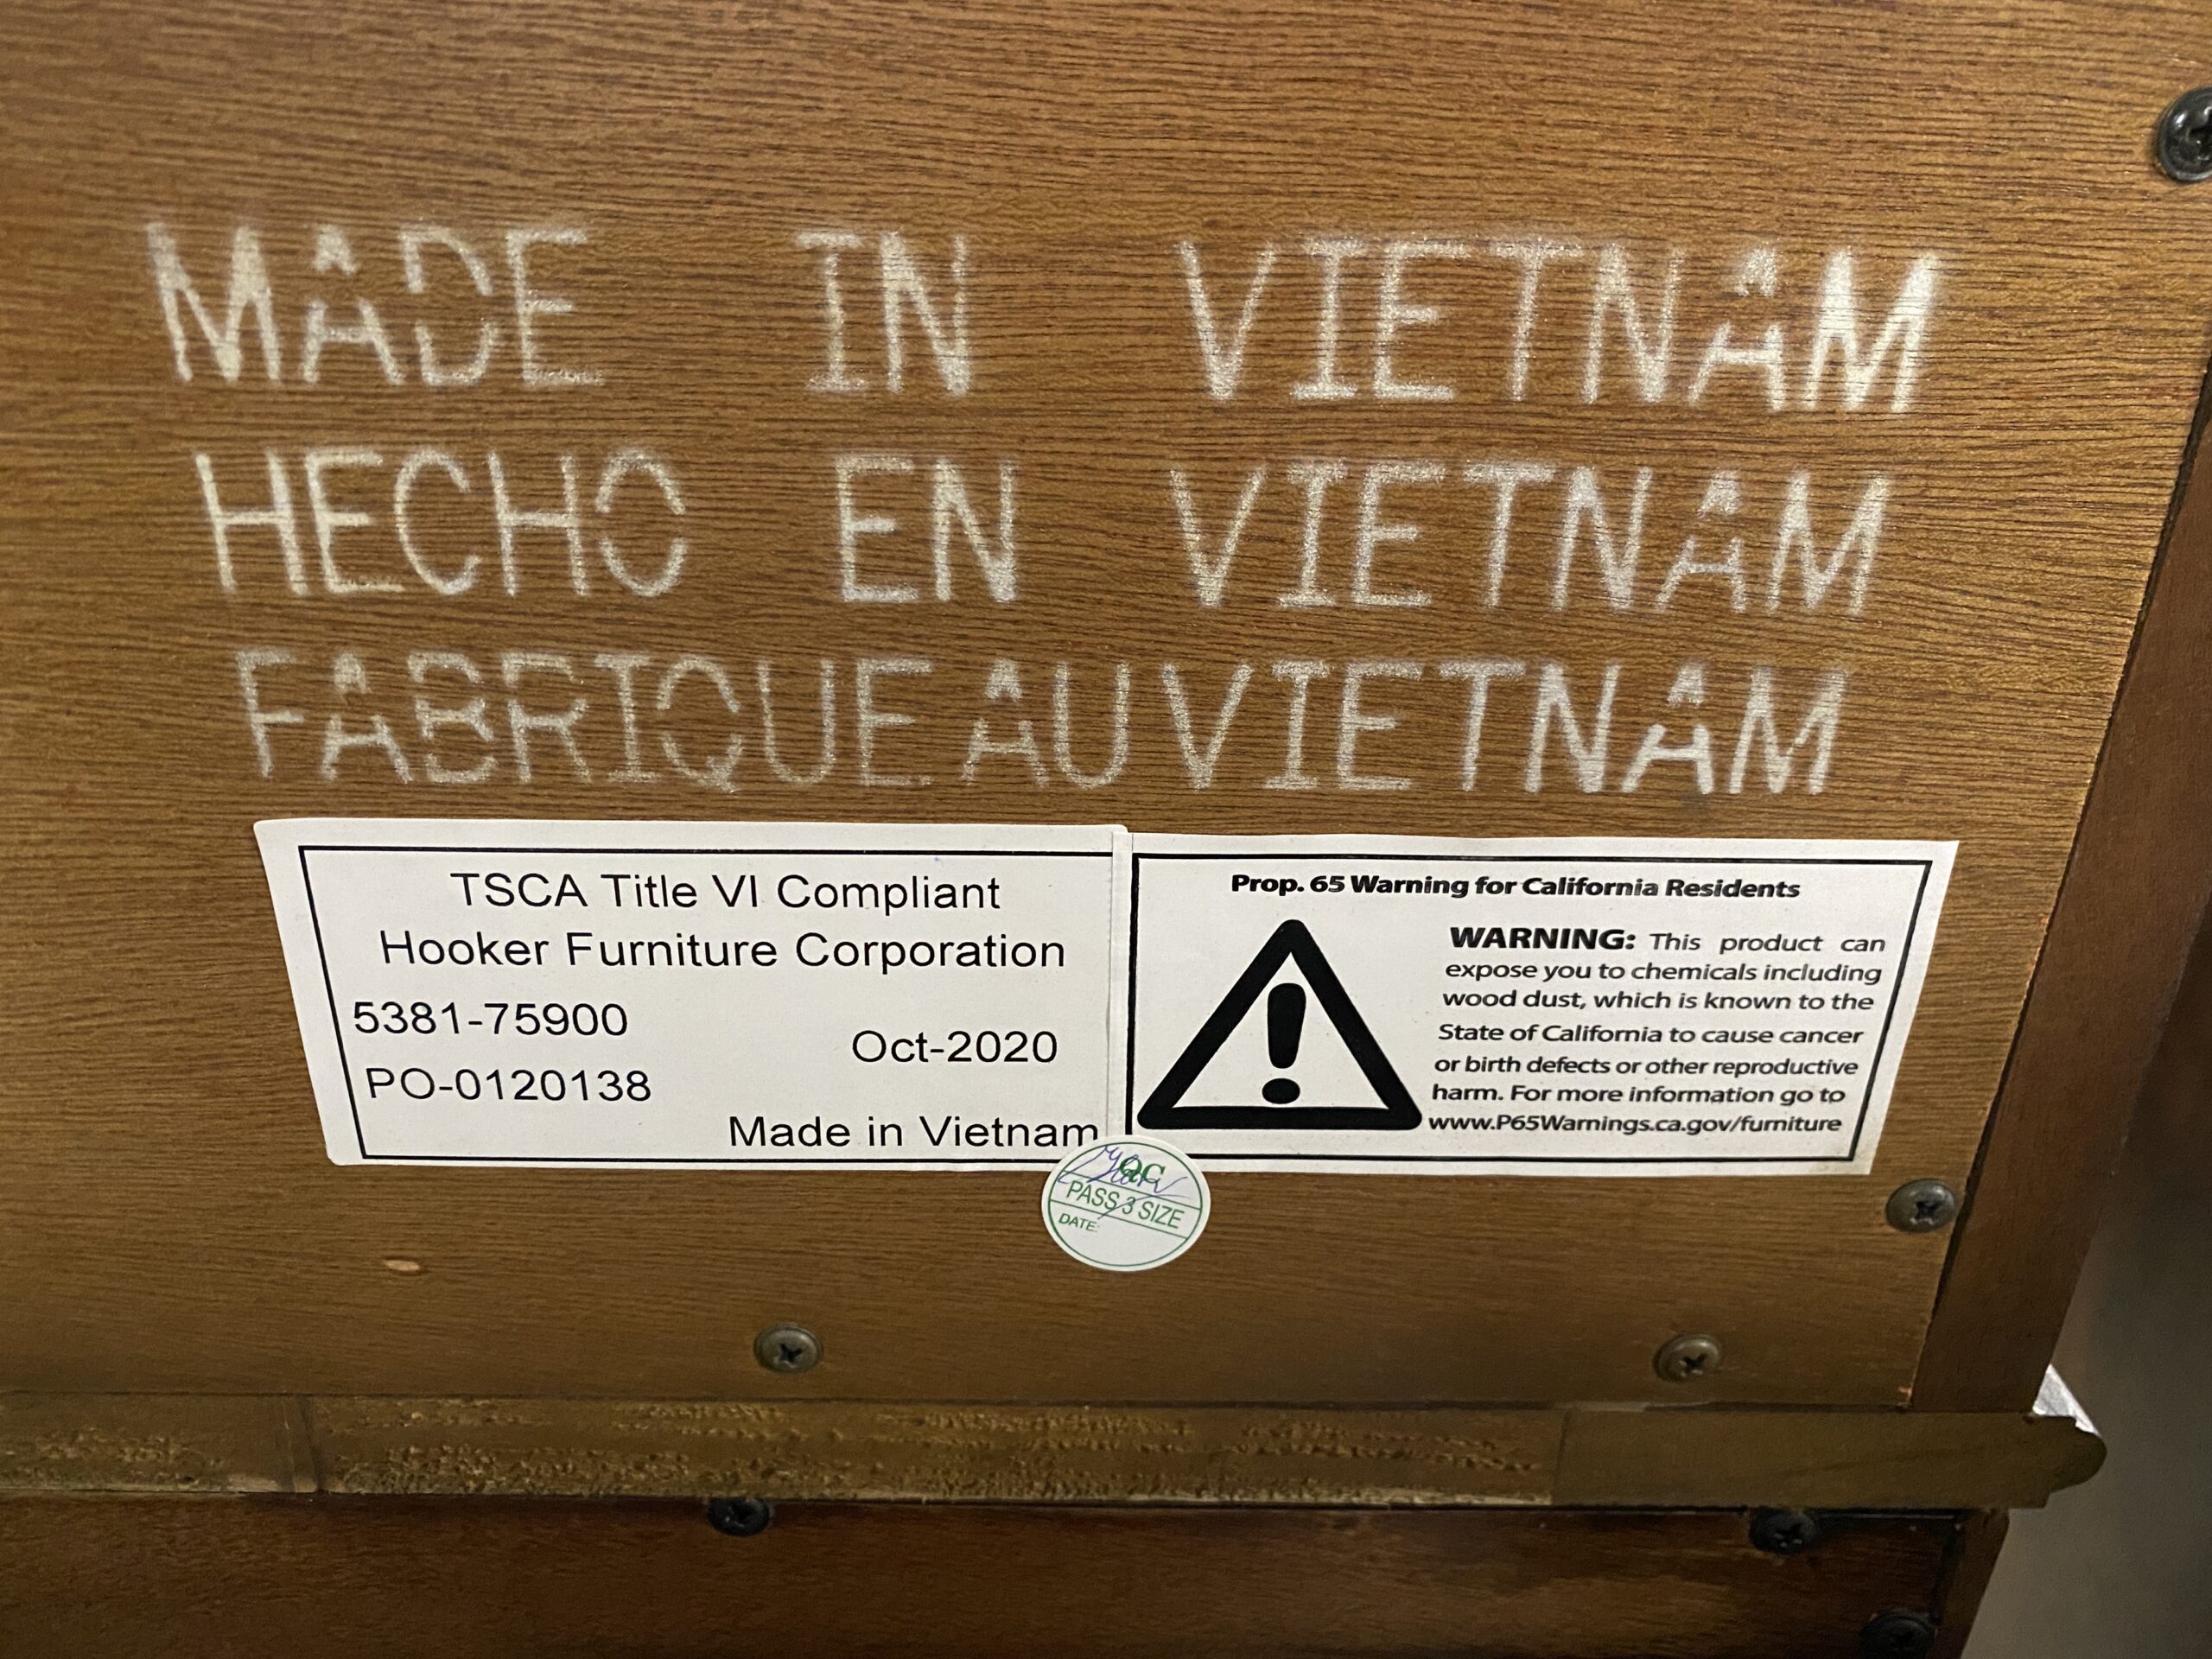 MADE IN VIETNAM
HECHO EN VIETNAM
FABRIQUE AU VIETNAM
TSCA Title VI Compliant
Hooker Furniture Corporation
5381-75900
Oct-2020
PO-0120138
Made in Vietnam
Prop. 65 Warning for California Residents
WARNING: This product can
expose you to chemicals including
wood dust, which is known to the
State of California to cause cancer
or birth defects or other reproductive
harm. For more information go to
www.P65Warnings.ca.gov/furniture
QC
PASS 3 SIZE
DATE: